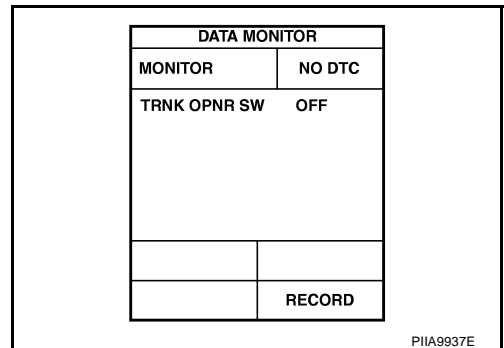 DATA MONITOR
MONITOR NO DTC
TRNK OPNR SW OFF
RECORD
PIIA9937E